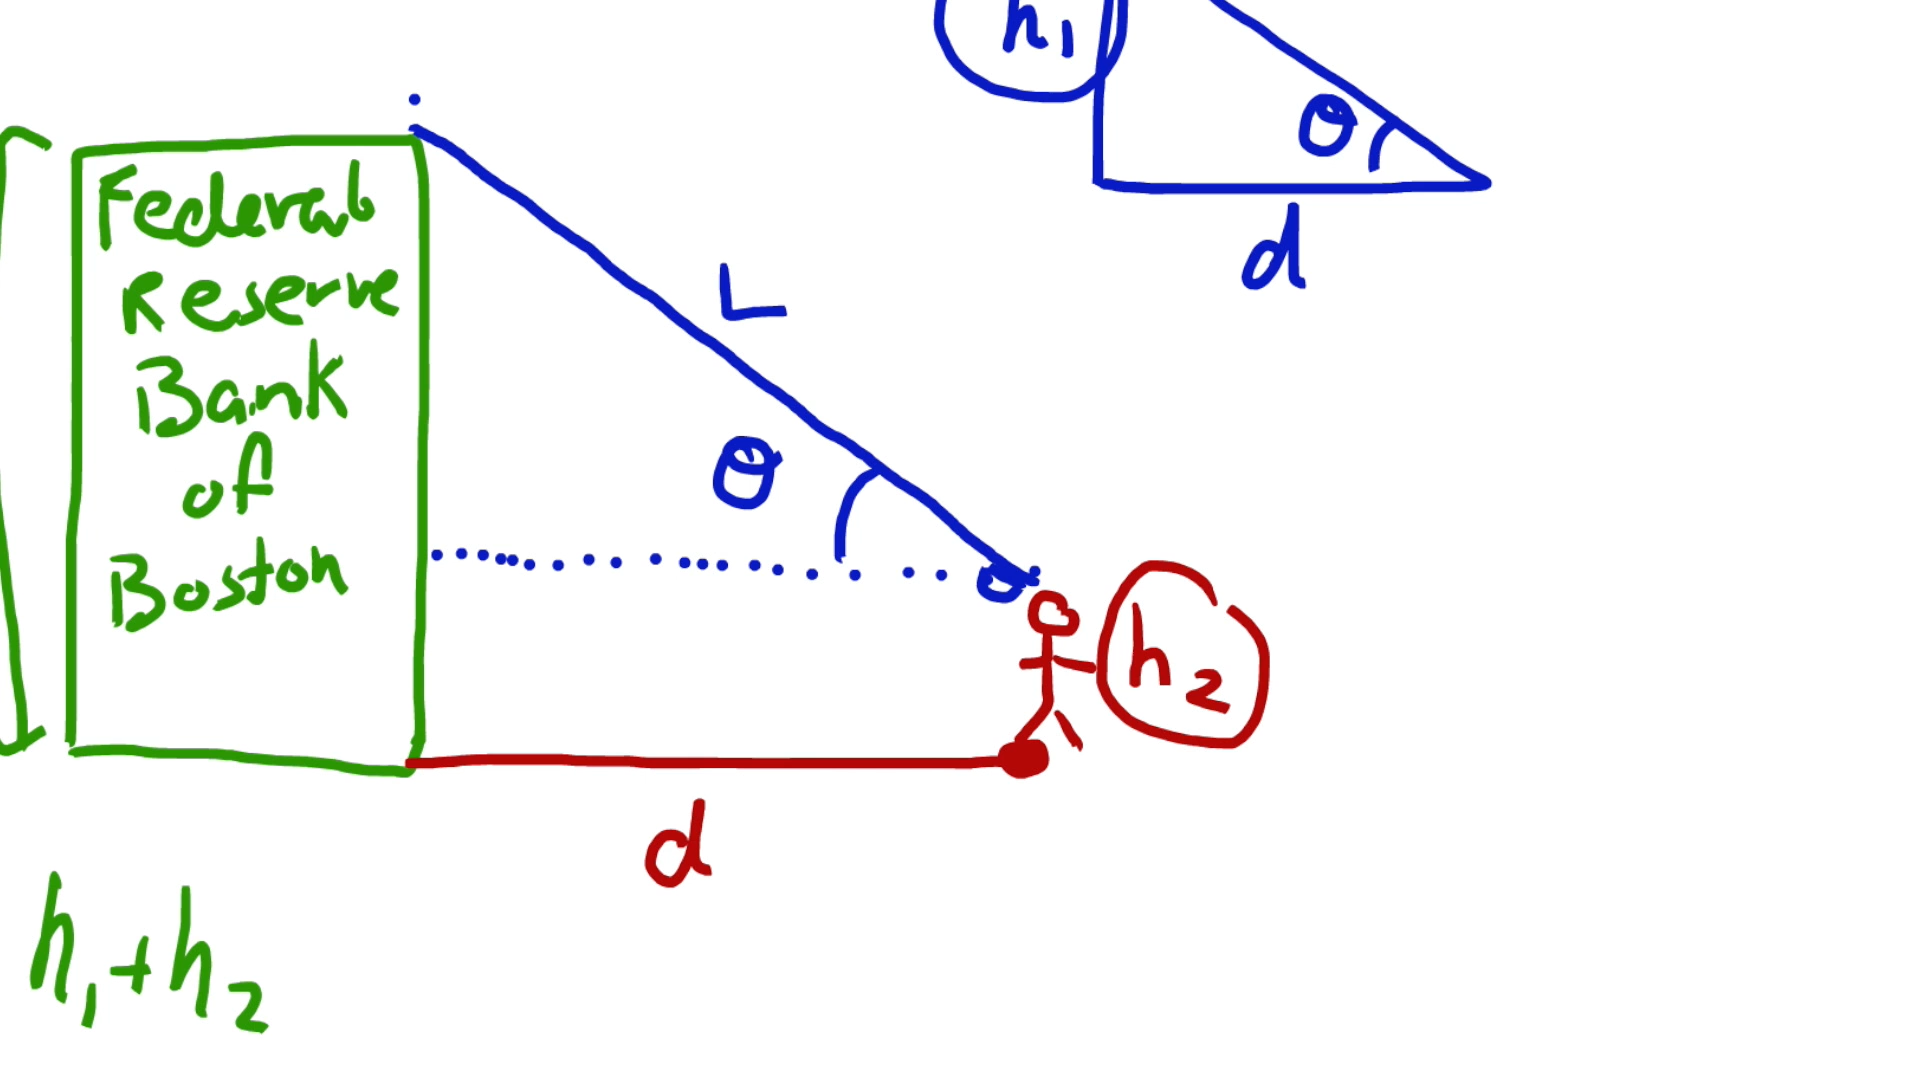 h₁
θ
d
Federal
Reserve
Bank
of
Boston
L
θ
h₂
d
h₁+h₂